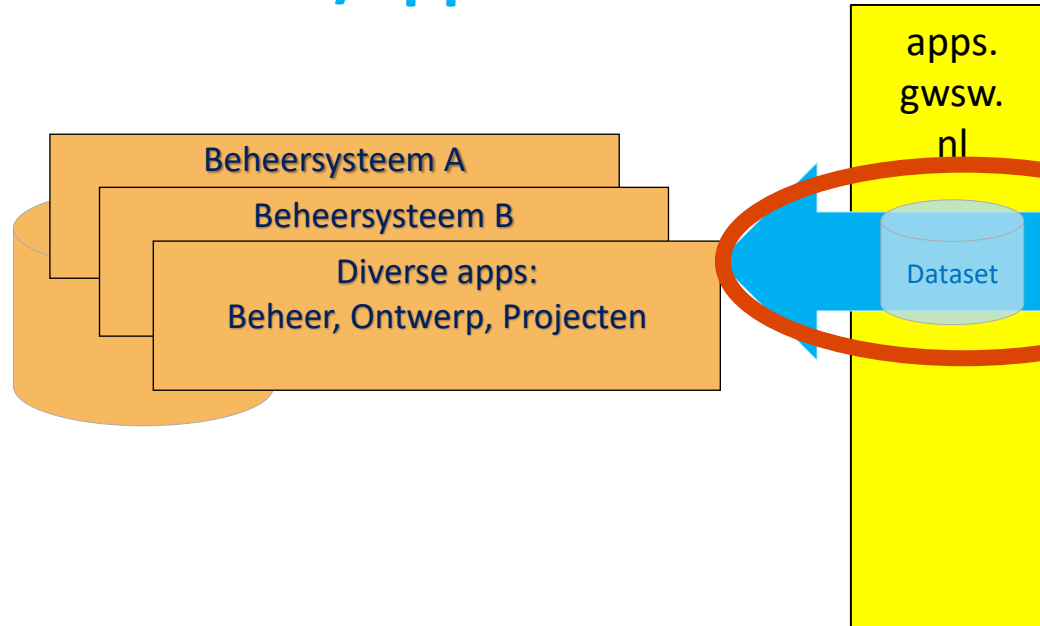 apps.
gwsw.
nl
Beheersysteem A
Beheersysteem B
Diverse apps:
Beheer, Ontwerp, Projecten
Dataset